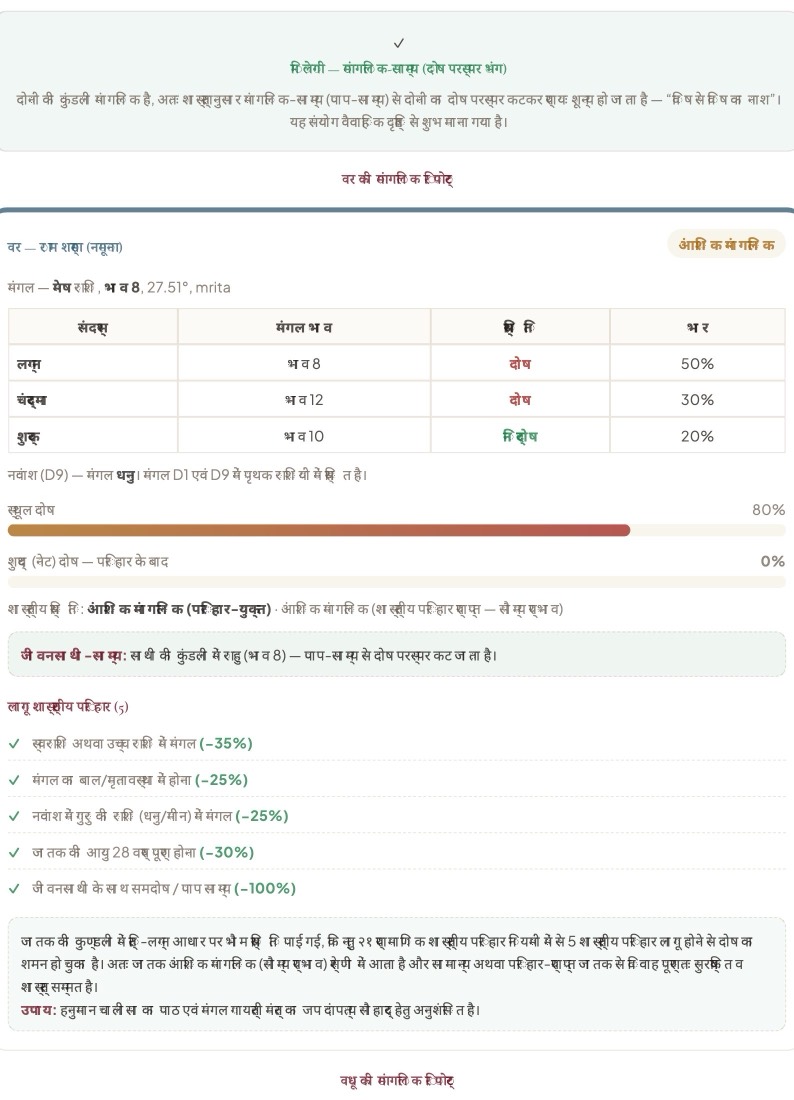 ✓
मिलेगी — मांगलिक-साम्य (दोष परस्पर भंग)
दोनों की कुंडली मांगलिक है, अतः शास्त्रानुसार मांगलिक-साम्य (पाप-साम्य) से दोनों का दोष परस्पर कटकर प्रायः शून्य हो जाता है — “विष से विष का नाश”।
यह संयोग वैवाहिक दृष्टि से शुभ माना गया है।
वर की मांगलिक रिपोर्ट
वर — राम शर्मा (नमूना)
आंशिक मांगलिक
मंगल — मेष राशि, भाव 8, 27.51°, mrita
संदर्भ मंगल भाव स्थिति भार
लग्न भाव 8 दोष 50%
चंद्रमा भाव 12 दोष 30%
शुक्र भाव 10 निर्दोष 20%
नवांश (D9) — मंगल धनु। मंगल D1 एवं D9 में पृथक राशियों में स्थित है।
स्थूल दोष 80%
शुद्ध (नेट) दोष — परिहार के बाद 0%
शास्त्रीय स्थिति: आंशिक मांगलिक (परिहार-युक्त) · आंशिक मांगलिक (शास्त्रीय परिहार प्राप्त — सौम्य प्रभाव)
जीवनसाथी-साम्य: साथी की कुंडली में राहु (भाव 8) — पाप-साम्य से दोष परस्पर कट जाता है।
लागू शास्त्रीय परिहार (5)
✓ स्वराशि अथवा उच्च राशि में मंगल (−35%)
✓ मंगल का बाल/मृतावस्था में होना (−25%)
✓ नवांश में गुरु की राशि (धनु/मीन) में मंगल (−25%)
✓ जातक की आयु 28 वर्ष पूर्ण होना (−30%)
✓ जीवनसाथी के साथ समदोष / पाप साम्य (−100%)
जातक की कुण्डली में त्रि-लग्न आधार पर भौम स्थिति पाई गई, किन्तु २१ प्रामाणिक शास्त्रीय परिहार नियमों में से 5 शास्त्रीय परिहार लागू होने से दोष का
शमन हो चुका है। अतः जातक आंशिक मांगलिक (सौम्य प्रभाव) श्रेणी में आता है और सामान्य अथवा परिहार-प्राप्त जातक से विवाह पूर्णतः सुरक्षित व
शास्त्र सम्मत है।
उपाय: हनुमान चालीसा का पाठ एवं मंगल गायत्री मंत्र का जप दांपत्य सौहार्द हेतु अनुशंसित है।
वधू की मांगलिक रिपोर्ट